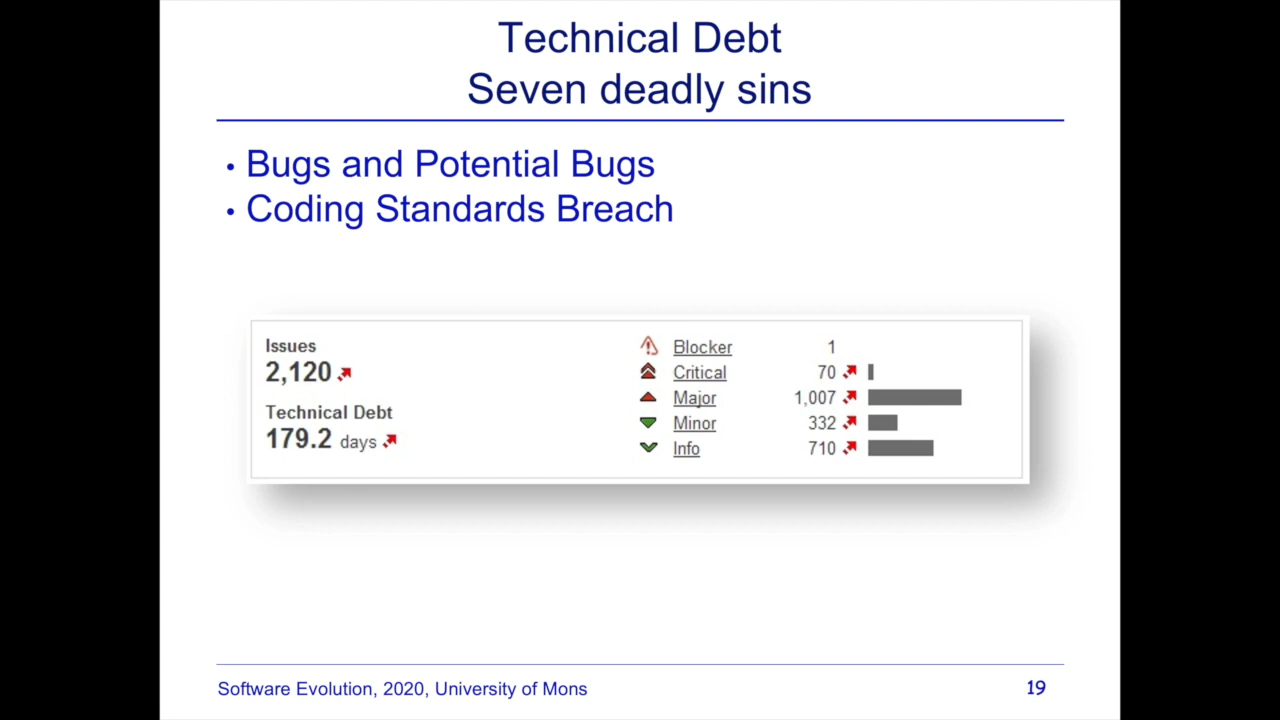 Technical Debt
Seven deadly sins
• Bugs and Potential Bugs
• Coding Standards Breach
Issues
2,120
Technical Debt
179.2 days
Blocker 1
Critical 70
Major 1,007
Minor 332
Info 710
Software Evolution, 2020, University of Mons
19